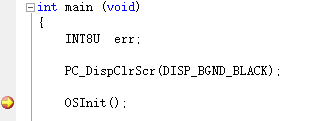 int main (void)
{
INT8U err;
PC_DispClrScr(DISP_BGND_BLACK);
OSInit();